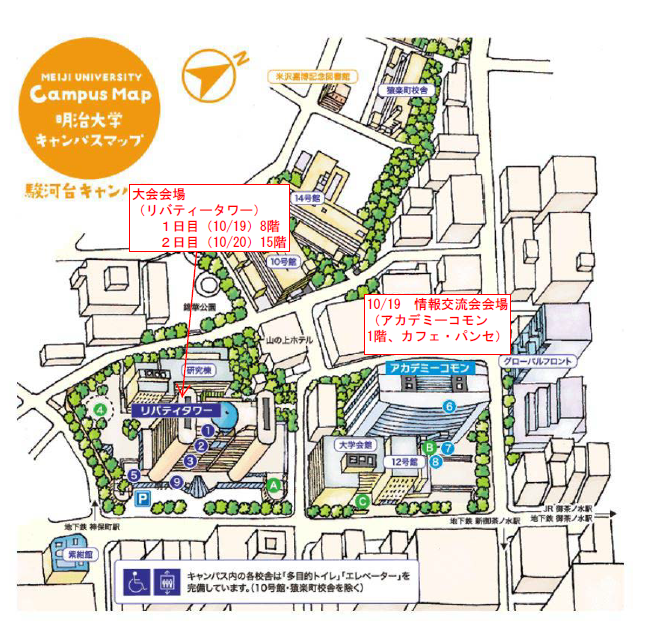 MEIJI UNIVERSITY
Campus Map
明治大学
キャンパスマップ
駿河台キャンパ
N
米沢嘉博記念図書館
猿楽町校舎
大会会場
(リバティータワー)
1日目(10/19)8階
2日目(10/20)15階
14号館
10号館
錦華公園
山の上ホテル
10/19 情報交流会会場
(アカデミーコモン
1階、カフェ・パンセ)
グローバルフロント
研究棟
アカデミーコモン
リバティタワー
4
1
2
3
5
9
P
A
6
大学会館
12号館
B
7
8
C
地下鉄 神保町駅
地下鉄 新御茶ノ水駅
JR 御茶ノ水駅
地下鉄 御茶ノ水駅
紫紺館
キャンパス内の各校舎は「多目的トイレ」「エレベーター」を
完備しています。(10号館・猿楽町校舎を除く)